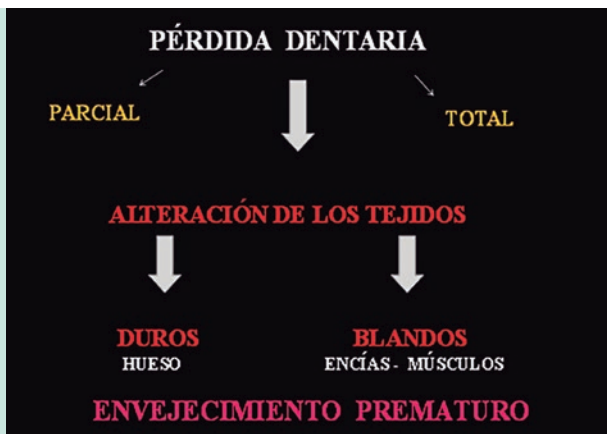 PÉRDIDA DENTARIA
PARCIAL
TOTAL
ALTERACIÓN DE LOS TEJIDOS
DUROS
BLANDOS
HUESO
ENCÍAS - MÚSCULOS
ENVEJECIMIENTO PREMATURO